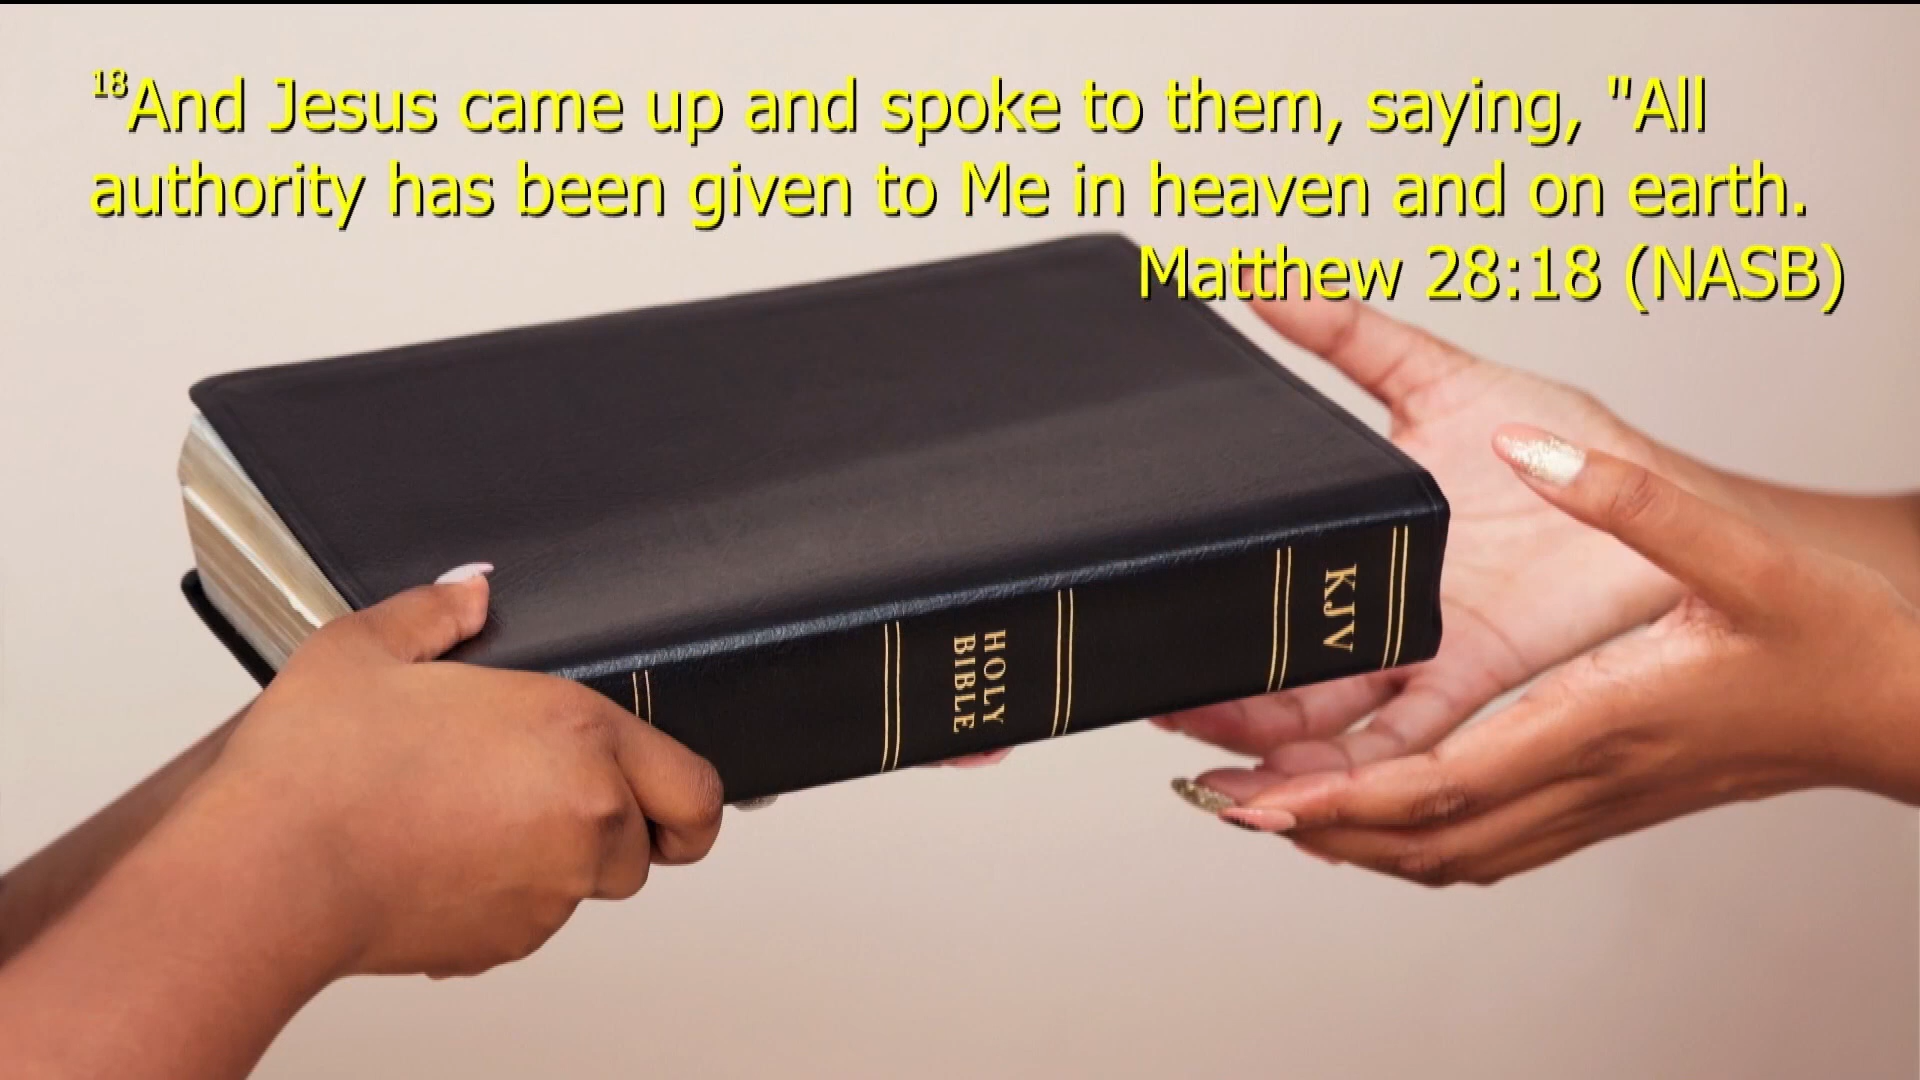 18And Jesus came up and spoke to them, saying, "All
authority has been given to Me in heaven and on earth.
Matthew 28:18 (NASB)
HOLY
BIBLE
KJV